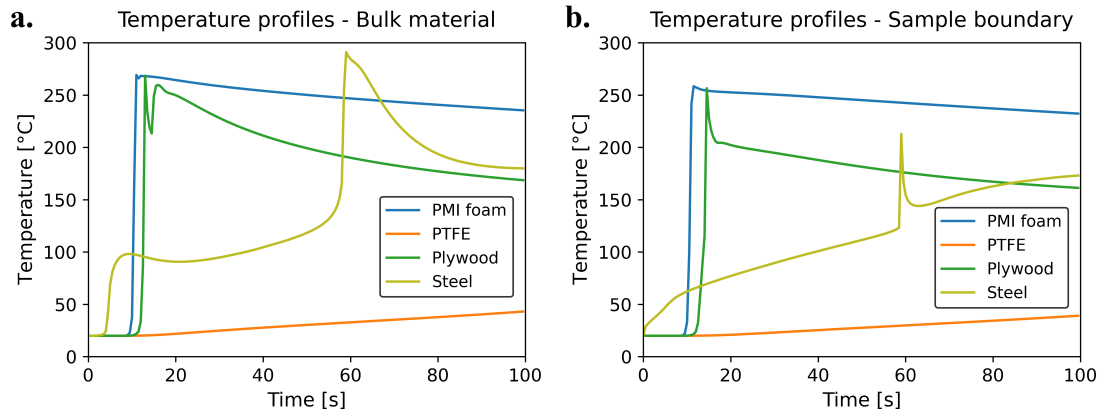 a.
Temperature profiles - Bulk material
Temperature [°C]
300
250
200
150
100
50
0
0 20 40 60 80 100
Time [s]
PMI foam
PTFE
Plywood
Steel
b.
Temperature profiles - Sample boundary
Temperature [°C]
300
250
200
150
100
50
0
0 20 40 60 80 100
Time [s]
PMI foam
PTFE
Plywood
Steel